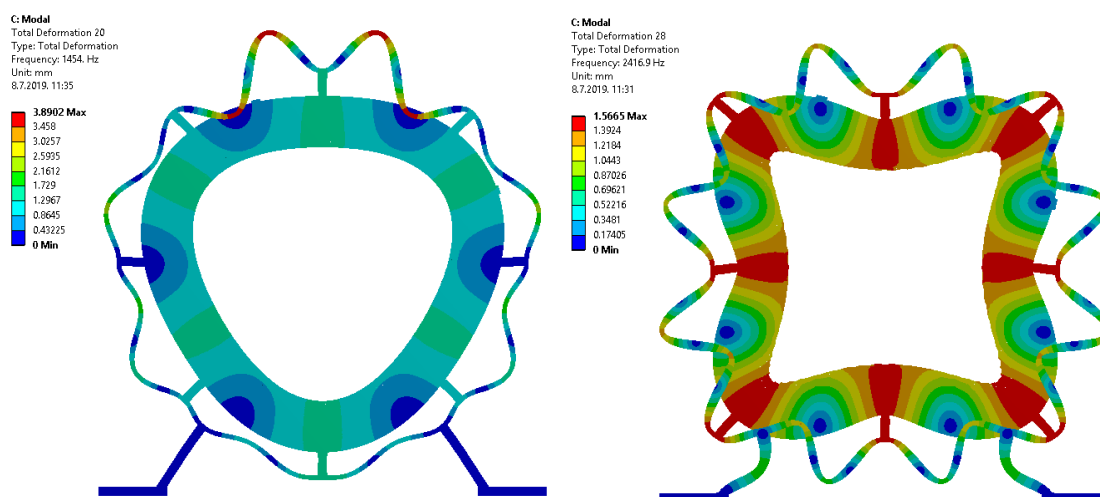 C: Modal
Total Deformation 20
Type: Total Deformation
Frequency: 1454. Hz
Unit: mm
8.7.2019. 11:35
3.8902 Max
3.458
3.0257
2.5935
2.1612
1.729
1.2967
0.8645
0.43225
0 Min
C: Modal
Total Deformation 28
Type: Total Deformation
Frequency: 2416.9 Hz
Unit: mm
8.7.2019. 11:31
1.5665 Max
1.3924
1.2184
1.0443
0.87026
0.69621
0.52216
0.3481
0.17405
0 Min